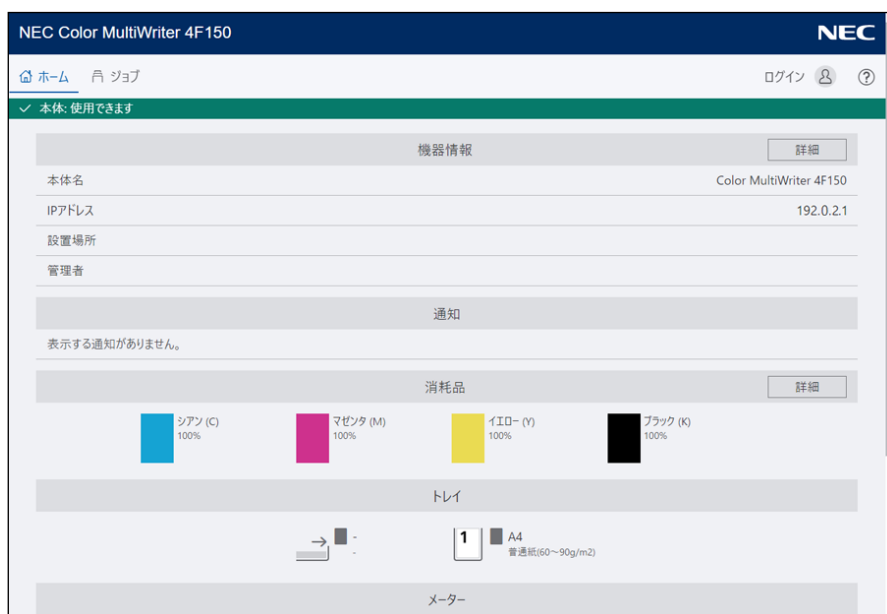 NEC Color MultiWriter 4F150
NEC
ホーム ジョブ
ログイン ?
本体: 使用できます
機器情報 詳細
本体名 Color MultiWriter 4F150
IPアドレス 192.0.2.1
設置場所
管理者
通知
表示する通知がありません。
消耗品 詳細
シアン (C) マゼンタ (M) イエロー (Y) ブラック (K)
100% 100% 100% 100%
トレイ
- 1 A4
- 普通紙(60～90g/m2)
メーター